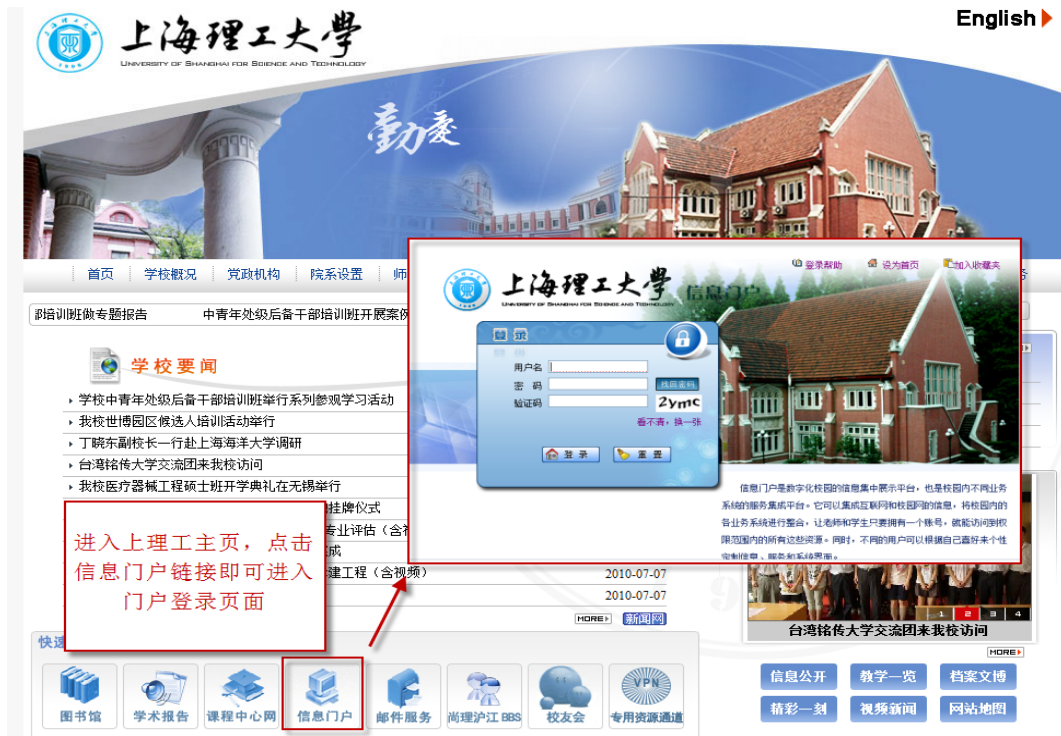 English
上海理工大學
UNIVERSITY OF SHANGHAI FOR SCIENCE AND TECHNOLOGY
首页 学校概况 党政机构 院系设置 师
部培训班做专题报告 中青年处级后备干部培训班开展案例
学校要闻
学校中青年处级后备干部培训班举行系列参观学习活动
我校世博园区候选人培训活动举行
丁晓东副校长一行赴上海海洋大学调研
台湾铭传大学交流团来我校访问
我校医疗器械工程硕士班开学典礼在无锡举行
挂牌仪式
专业评估（含视
成
建工程（含视频） 2010-07-07
2010-07-07
MORE 新闻网
登录帮助 设为首页 加入收藏夹
上海理工大學 信息门户
UNIVERSITY OF SHANGHAI FOR SCIENCE AND TECHNOLOGY
登录
用户名
密 码 找回密码
验证码 2ymc
看不清，换一张
登 录 重 置
信息门户是数字化校园的信息集中展示平台，也是校园内不同业务
系统的服务集成平台。它可以集成互联网和校园网的信息，将校园内的
各业务系统进行整合，让老师和学生只要拥有一个账号，就能访问到权
限范围内的所有这些资源。同时，不同的用户可以根据自己喜好来个性
定制信息、服务和系统界面。
进入上理工主页，点击
信息门户链接即可进入
门户登录页面
1 2 3 4
台湾铭传大学交流团来我校访问
MORE
快速
图书馆 学术报告 课程中心网 信息门户 邮件服务 尚理沪江BBS 校友会 VPN 专用资源通道
信息公开 教学一览 档案文博
精彩一刻 视频新闻 网站地图